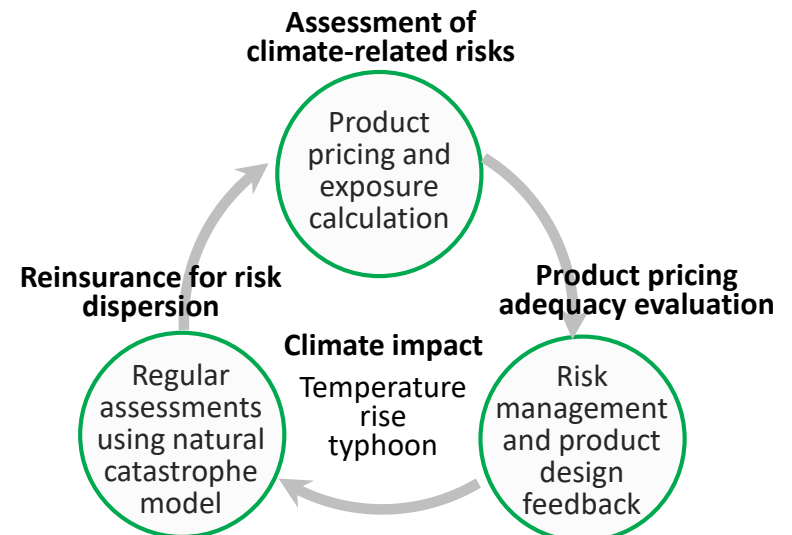 Assessment of
climate-related risks
Product
pricing and
exposure
calculation
Reinsurance for risk
dispersion
Product pricing
adequacy evaluation
Climate impact
Temperature
rise
typhoon
Regular
assessments
using natural
catastrophe
model
Risk
management
and product
design
feedback